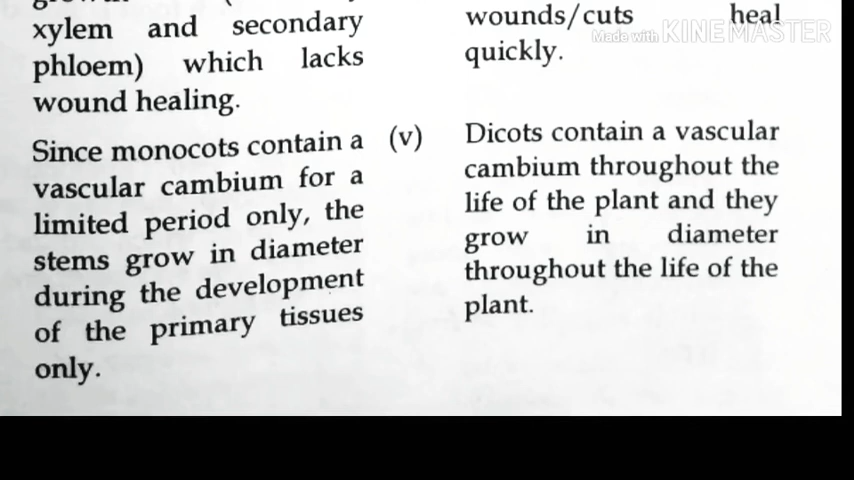 xylem and secondary
phloem) which lacks
wound healing.
Since monocots contain a
vascular cambium for a
limited period only, the
stems grow in diameter
during the development
of the primary tissues
only.
wounds/cuts heal
quickly.
(v) Dicots contain a vascular
cambium throughout the
life of the plant and they
grow in diameter
throughout the life of the
plant.
Made with KINEMASTER